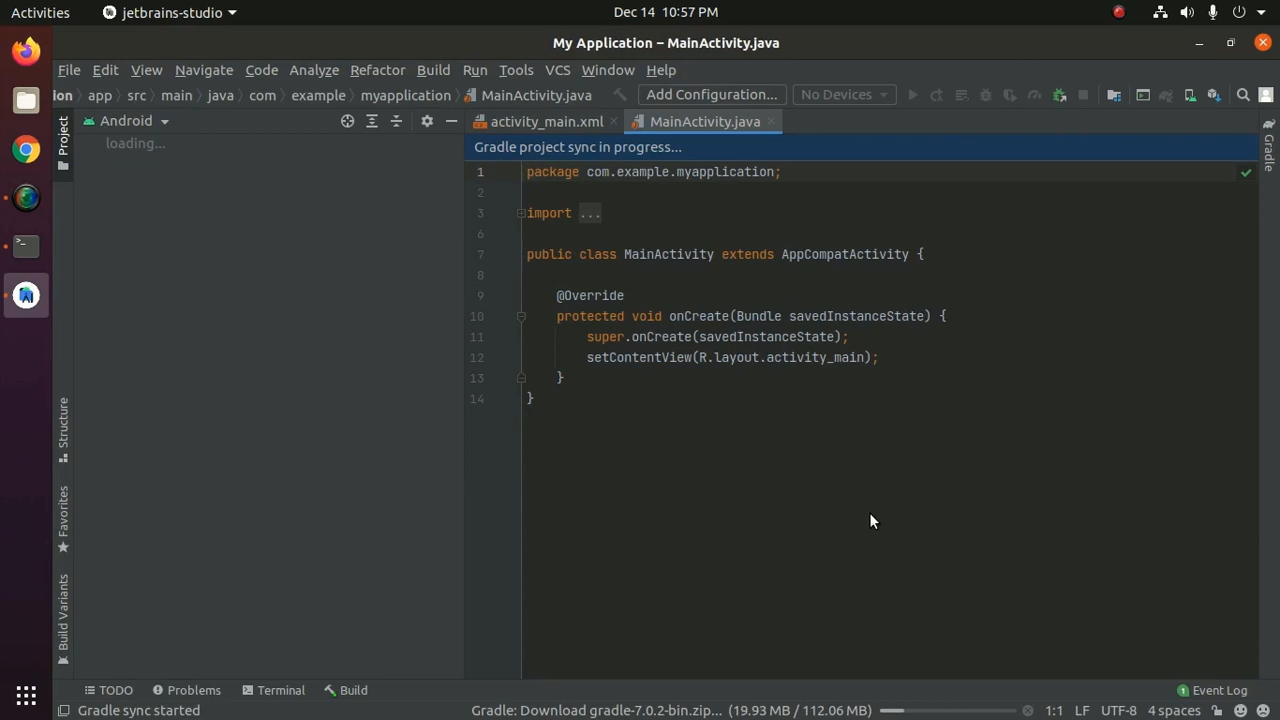 Activities
jetbrains-studio
Dec 14 10:57 PM
My Application – MainActivity.java
File Edit View Navigate Code Analyze Refactor Build Run Tools VCS Window Help
ion app src main java com example myapplication MainActivity.java
Add Configuration...
No Devices
Android
activity_main.xml
MainActivity.java
Project
loading...
Gradle project sync in progress...
Gradle
1 package com.example.myapplication;
2
3 import ...
6
7 public class MainActivity extends AppCompatActivity {
8
9 @Override
10 protected void onCreate(Bundle savedInstanceState) {
11 super.onCreate(savedInstanceState);
12 setContentView(R.layout.activity_main);
13 }
14 }
Structure
Favorites
Build Variants
TODO Problems Terminal Build
1 Event Log
Gradle sync started
Gradle: Download gradle-7.0.2-bin.zip... (19.93 MB / 112.06 MB)
1:1 LF UTF-8 4 spaces